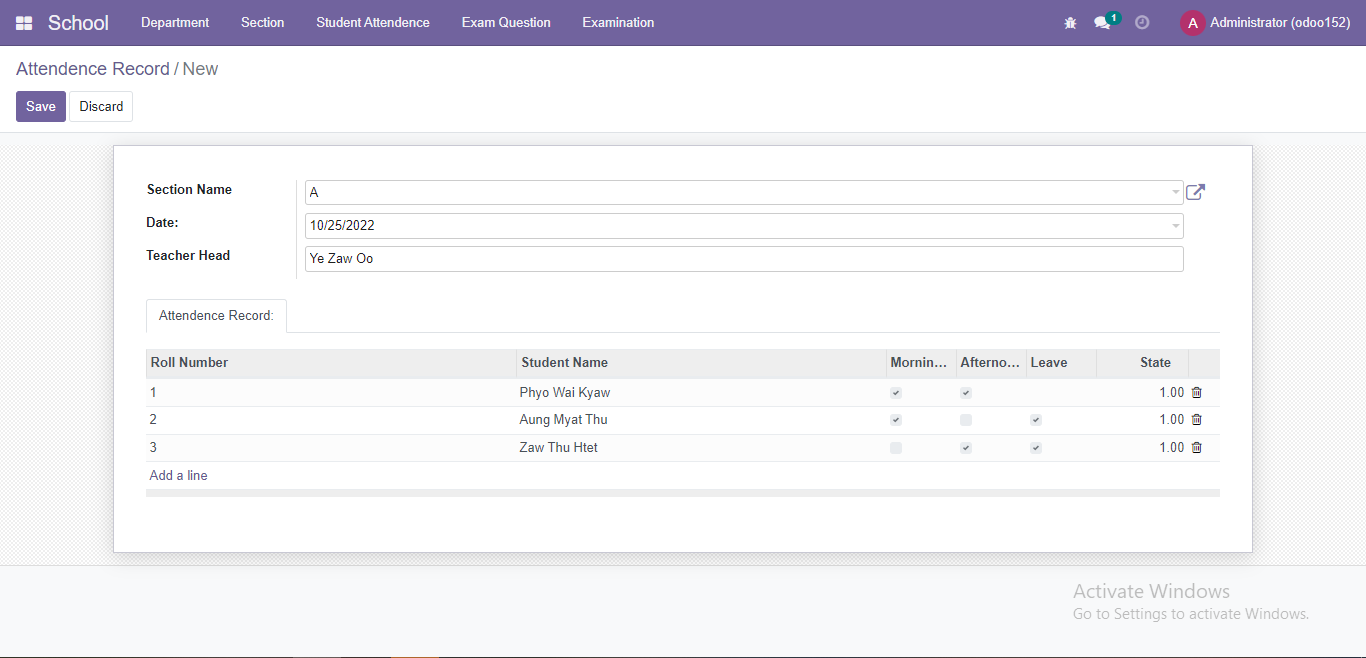 School Department Section Student Attendence Exam Question Examination 1 A Administrator (odoo152)
Attendence Record / New
Save Discard
Section Name A
Date: 10/25/2022
Teacher Head Ye Zaw Oo
Attendence Record:
Roll Number Student Name Mornin... Afterno... Leave State
1 Phyo Wai Kyaw 1.00
2 Aung Myat Thu 1.00
3 Zaw Thu Htet 1.00
Add a line
Activate Windows
Go to Settings to activate Windows.